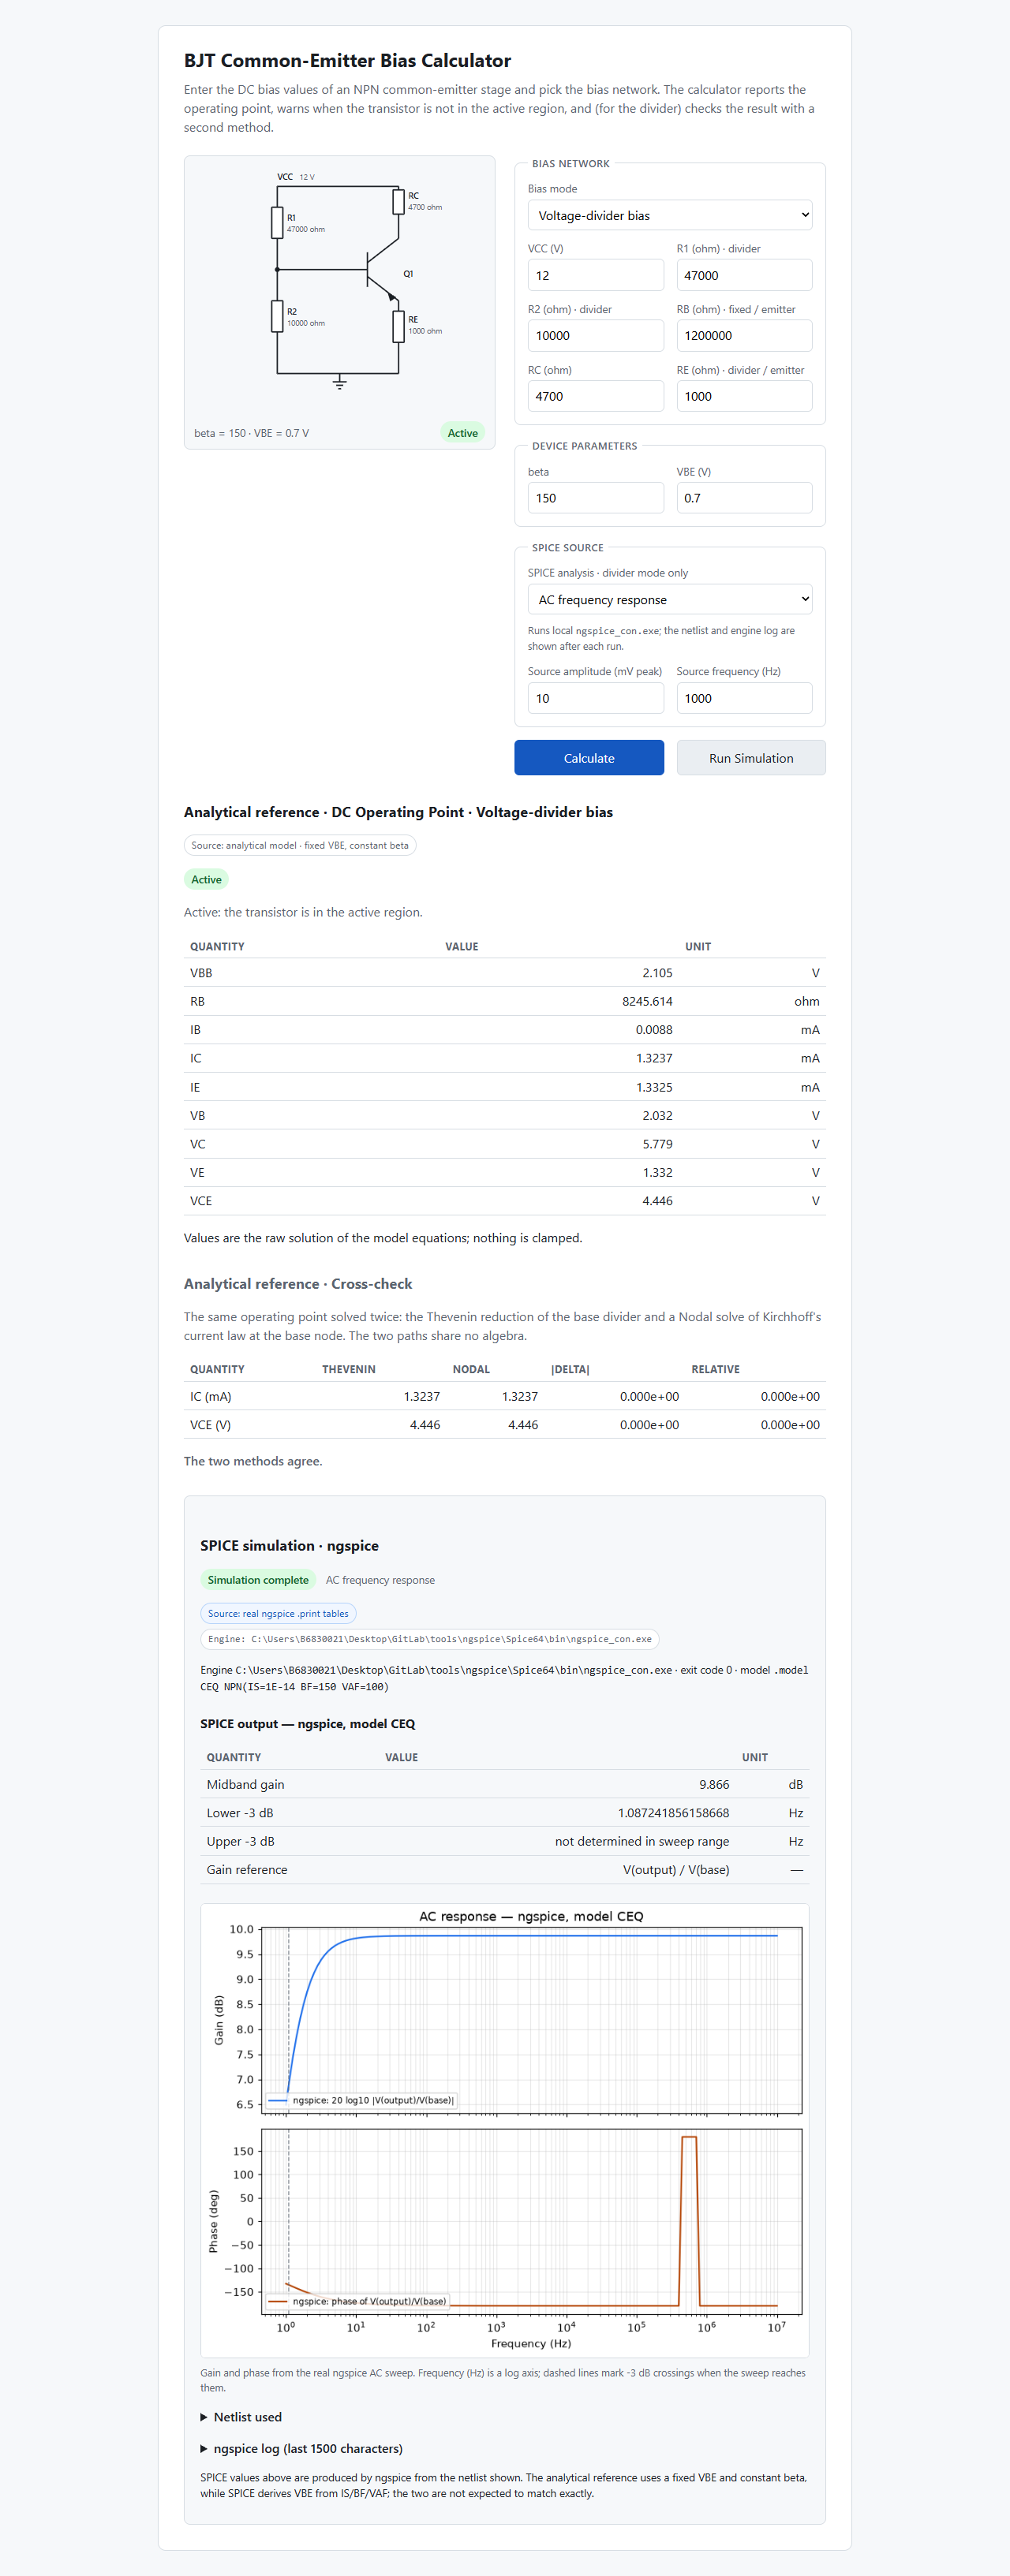 BJT Common-Emitter Bias Calculator
Enter the DC bias values of an NPN common-emitter stage and pick the bias network. The calculator reports the
operating point, warns when the transistor is not in the active region, and (for the divider) checks the result with a
second method.
VCC 12 V
RC
4700 ohm
R1
47000 ohm
Q1
R2
10000 ohm
RE
1000 ohm
beta = 150 · VBE = 0.7 V
Active
BIAS NETWORK
Bias mode
Voltage-divider bias
VCC (V)
R1 (ohm) · divider
12
47000
R2 (ohm) · divider
RB (ohm) · fixed / emitter
10000
1200000
RC (ohm)
RE (ohm) · divider / emitter
4700
1000
DEVICE PARAMETERS
beta
VBE (V)
150
0.7
SPICE SOURCE
SPICE analysis · divider mode only
AC frequency response
Runs local ngspice_con.exe; the netlist and engine log are
shown after each run.
Source amplitude (mV peak)
Source frequency (Hz)
10
1000
Calculate
Run Simulation
Analytical reference · DC Operating Point · Voltage-divider bias
Source: analytical model · fixed VBE, constant beta
Active
Active: the transistor is in the active region.
QUANTITY VALUE UNIT
VBB 2.105 V
RB 8245.614 ohm
IB 0.0088 mA
IC 1.3237 mA
IE 1.3325 mA
VB 2.032 V
VC 5.779 V
VE 1.332 V
VCE 4.446 V
Values are the raw solution of the model equations; nothing is clamped.
Analytical reference · Cross-check
The same operating point solved twice: the Thevenin reduction of the base divider and a Nodal solve of Kirchhoff's
current law at the base node. The two paths share no algebra.
QUANTITY THEVENIN NODAL |DELTA| RELATIVE
IC (mA) 1.3237 1.3237 0.000e+00 0.000e+00
VCE (V) 4.446 4.446 0.000e+00 0.000e+00
The two methods agree.
SPICE simulation · ngspice
Simulation complete AC frequency response
Source: real ngspice .print tables
Engine: C:\Users\B6830021\Desktop\GitLab\tools\ngspice\Spice64\bin\ngspice_con.exe
Engine C:\Users\B6830021\Desktop\GitLab\tools\ngspice\Spice64\bin\ngspice_con.exe · exit code 0 · model .model
CEQ NPN(IS=1E-14 BF=150 VAF=100)
SPICE output — ngspice, model CEQ
QUANTITY VALUE UNIT
Midband gain 9.866 dB
Lower -3 dB 1.087241856158668 Hz
Upper -3 dB not determined in sweep range Hz
Gain reference V(output) / V(base) —
AC response — ngspice, model CEQ
Gain (dB)
10.0
9.5
9.0
8.5
8.0
7.5
7.0
6.5
ngspice: 20 log10 |V(output)/V(base)|
Phase (deg)
150
100
50
0
−50
−100
−150
ngspice: phase of V(output)/V(base)
10⁰ 10¹ 10² 10³ 10⁴ 10⁵ 10⁶ 10⁷
Frequency (Hz)
Gain and phase from the real ngspice AC sweep. Frequency (Hz) is a log axis; dashed lines mark -3 dB crossings when the sweep reaches
them.
Netlist used
ngspice log (last 1500 characters)
SPICE values above are produced by ngspice from the netlist shown. The analytical reference uses a fixed VBE and constant beta,
while SPICE derives VBE from IS/BF/VAF; the two are not expected to match exactly.